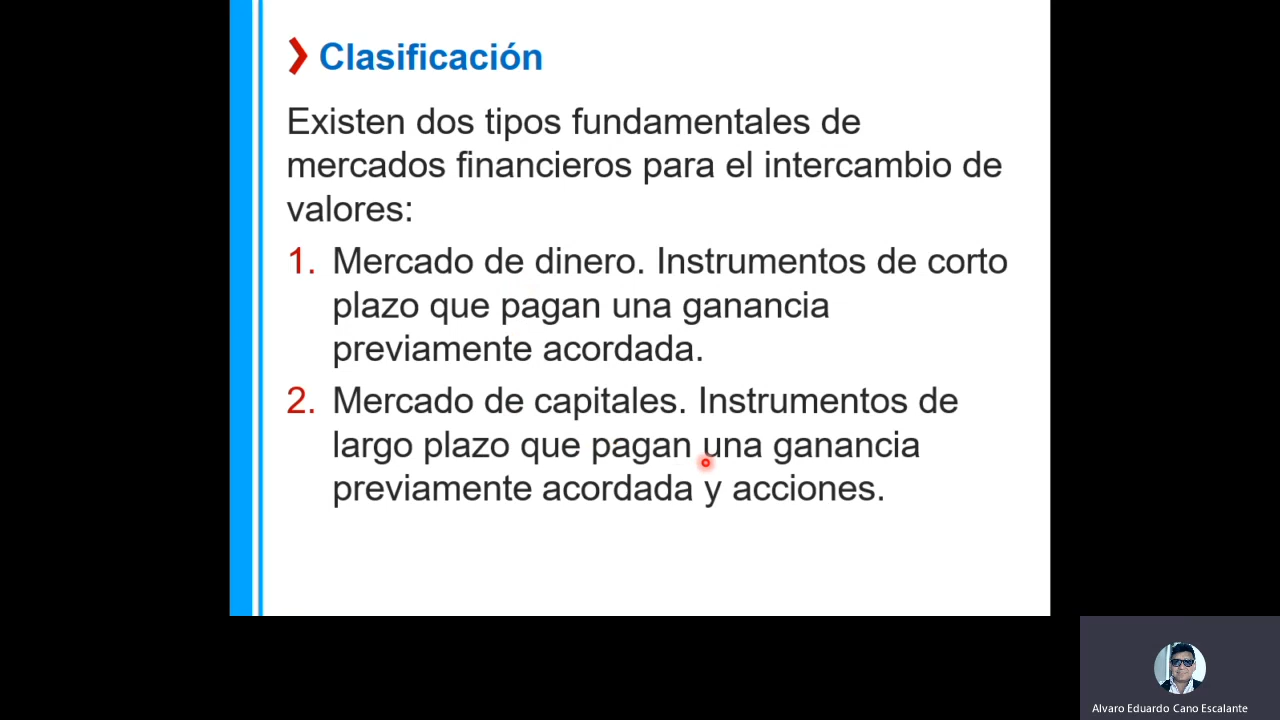 Clasificación
Existen dos tipos fundamentales de
mercados financieros para el intercambio de
valores:
1. Mercado de dinero. Instrumentos de corto
plazo que pagan una ganancia
previamente acordada.
2. Mercado de capitales. Instrumentos de
largo plazo que pagan una ganancia
previamente acordada y acciones.
Alvaro Eduardo Cano Escalante